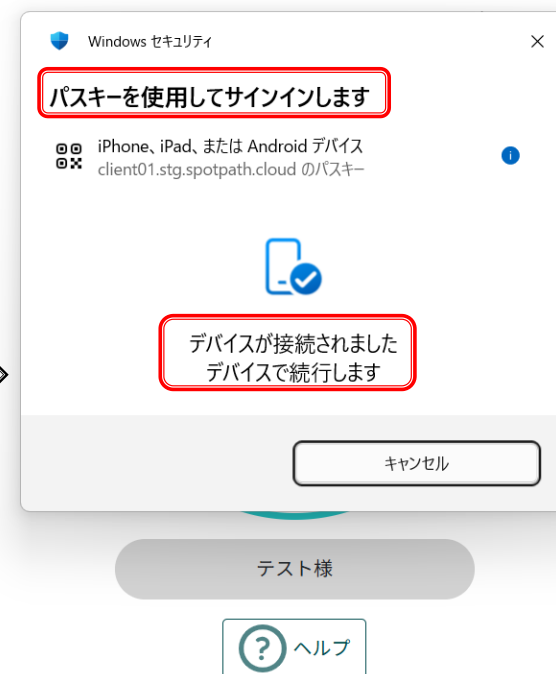 Windows セキュリティ
パスキーを使用してサインインします
iPhone、iPad、または Android デバイス
client01.stg.spotpath.cloud のパスキー
デバイスが接続されました
デバイスで続行します
キャンセル
テスト様
? ヘルプ